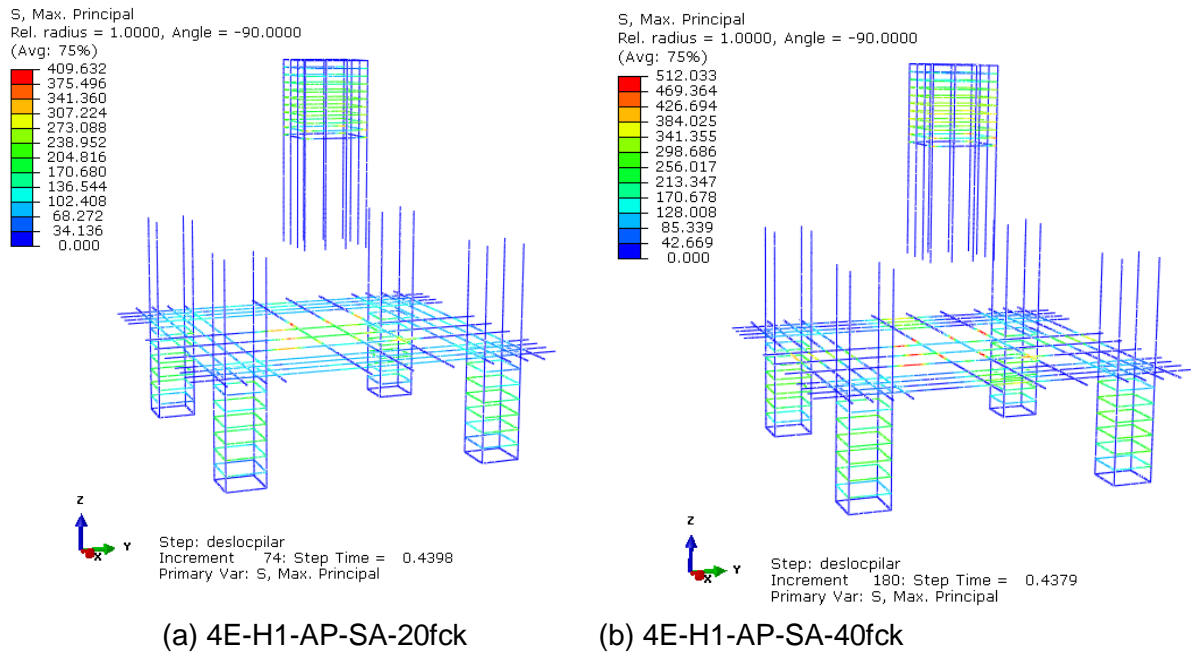 S, Max. Principal
Rel. radius = 1.0000, Angle = -90.0000
(Avg: 75%)
409.632
375.496
341.360
307.224
273.088
238.952
204.816
170.680
136.544
102.408
68.272
34.136
0.000
Z
Y
X
Step: deslocpilar
Increment 74: Step Time = 0.4398
Primary Var: S, Max. Principal
(a) 4E-H1-AP-SA-20fck
S, Max. Principal
Rel. radius = 1.0000, Angle = -90.0000
(Avg: 75%)
512.033
469.364
426.694
384.025
341.355
298.686
256.017
213.347
170.678
128.008
85.339
42.669
0.000
Z
Y
X
Step: deslocpilar
Increment 180: Step Time = 0.4379
Primary Var: S, Max. Principal
(b) 4E-H1-AP-SA-40fck